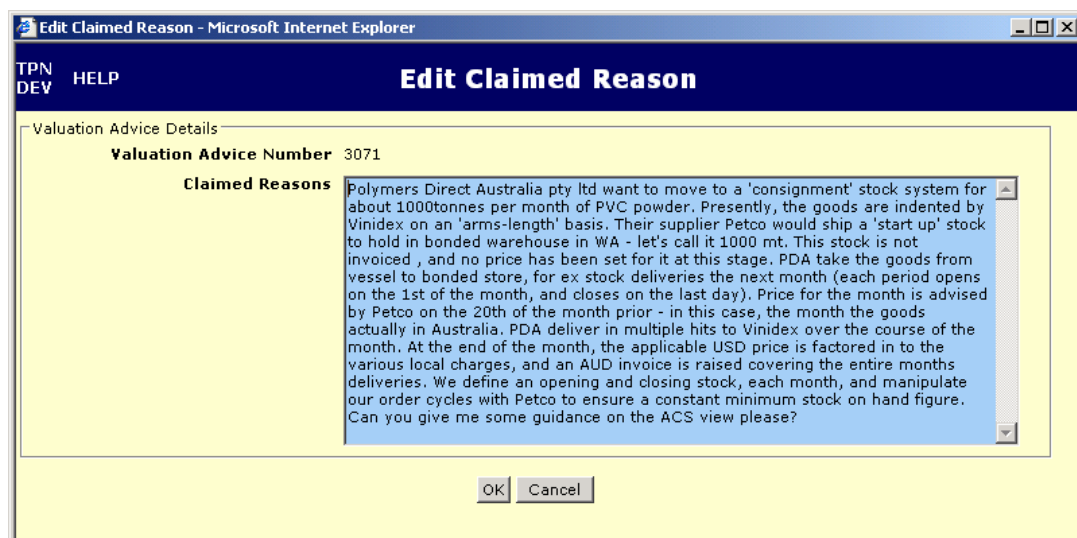 Edit Claimed Reason - Microsoft Internet Explorer
TPN
DEV
HELP
Edit Claimed Reason
Valuation Advice Details
Valuation Advice Number 3071
Claimed Reasons
Polymers Direct Australia pty ltd want to move to a 'consignment' stock system for
about 1000tonnes per month of PVC powder. Presently, the goods are indented by
Vinidex on an 'arms-length' basis. Their supplier Petco would ship a 'start up' stock
to hold in bonded warehouse in WA - let's call it 1000 mt. This stock is not
invoiced , and no price has been set for it at this stage. PDA take the goods from
vessel to bonded store, for ex stock deliveries the next month (each period opens
on the 1st of the month, and closes on the last day). Price for the month is advised
by Petco on the 20th of the month prior - in this case, the month the goods
actually in Australia. PDA deliver in multiple hits to Vinidex over the course of the
month. At the end of the month, the applicable USD price is factored in to the
various local charges, and an AUD invoice is raised covering the entire months
deliveries. We define an opening and closing stock, each month, and manipulate
our order cycles with Petco to ensure a constant minimum stock on hand figure.
Can you give me some guidance on the ACS view please?
OK Cancel